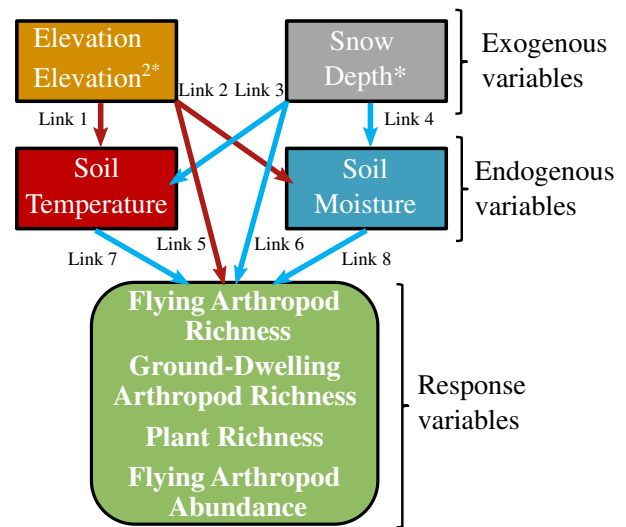 Elevation
Elevation2*
Snow
Depth*
Exogenous
variables
Link 1
Link 2
Link 3
Link 4
Soil
Temperature
Soil
Moisture
Endogenous
variables
Link 5
Link 6
Link 7
Link 8
Flying Arthropod
Richness
Ground-Dwelling
Arthropod Richness
Plant Richness
Flying Arthropod
Abundance
Response
variables